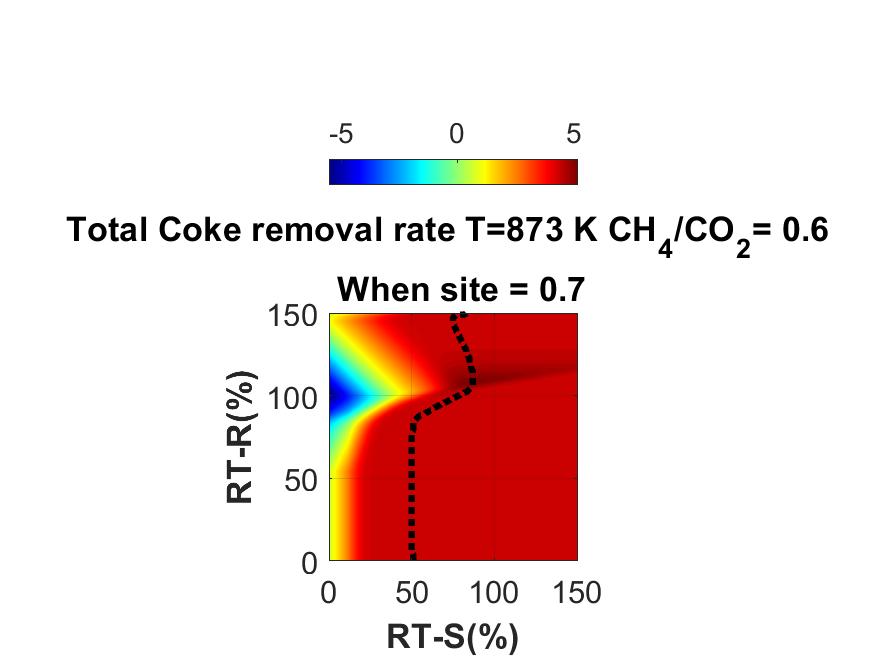 -5 0 5
Total Coke removal rate T=873 K CH₄/CO₂= 0.6
When site = 0.7
150
100
50
0
RT-R(%)
0 50 100 150
RT-S(%)